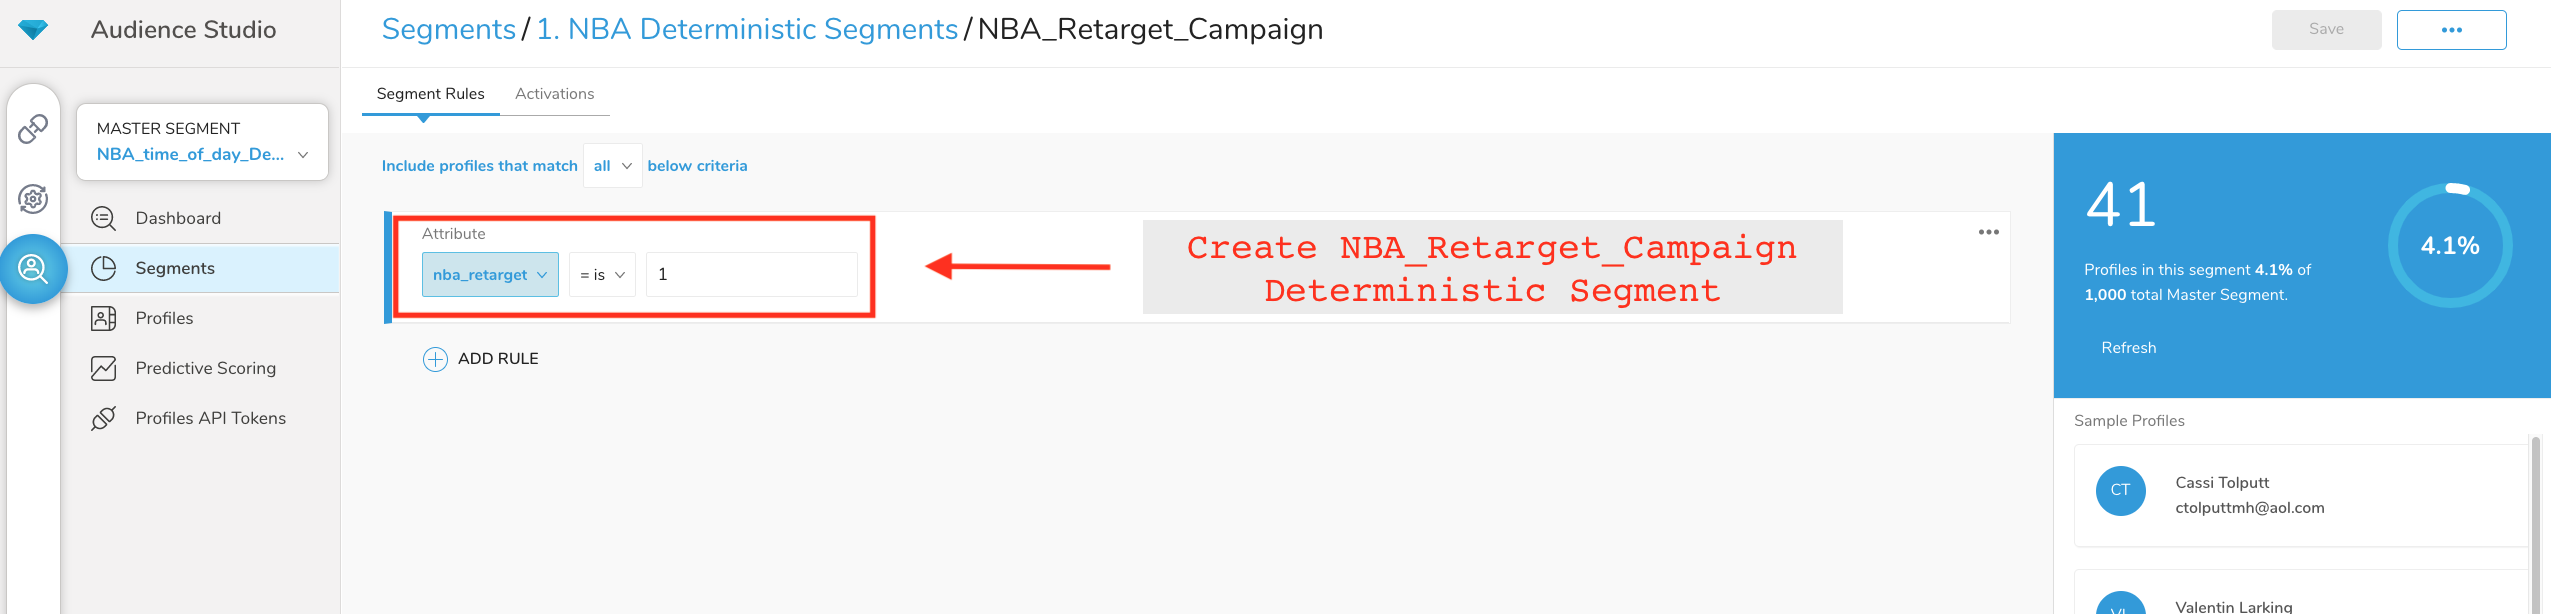 Audience Studio
Segments / 1. NBA Deterministic Segments / NBA_Retarget_Campaign
Save
•••
MASTER SEGMENT
NBA_time_of_day_De...
Dashboard
Segments
Profiles
Predictive Scoring
Profiles API Tokens
Segment Rules
Activations
Include profiles that match all below criteria
Attribute
nba_retarget = is 1
•••
Create NBA_Retarget_Campaign
Deterministic Segment
ADD RULE
41
4.1%
Profiles in this segment 4.1% of
1,000 total Master Segment.
Refresh
Sample Profiles
CT
Cassi Tolputt
ctolputtmh@aol.com
VL
Valentin Larking